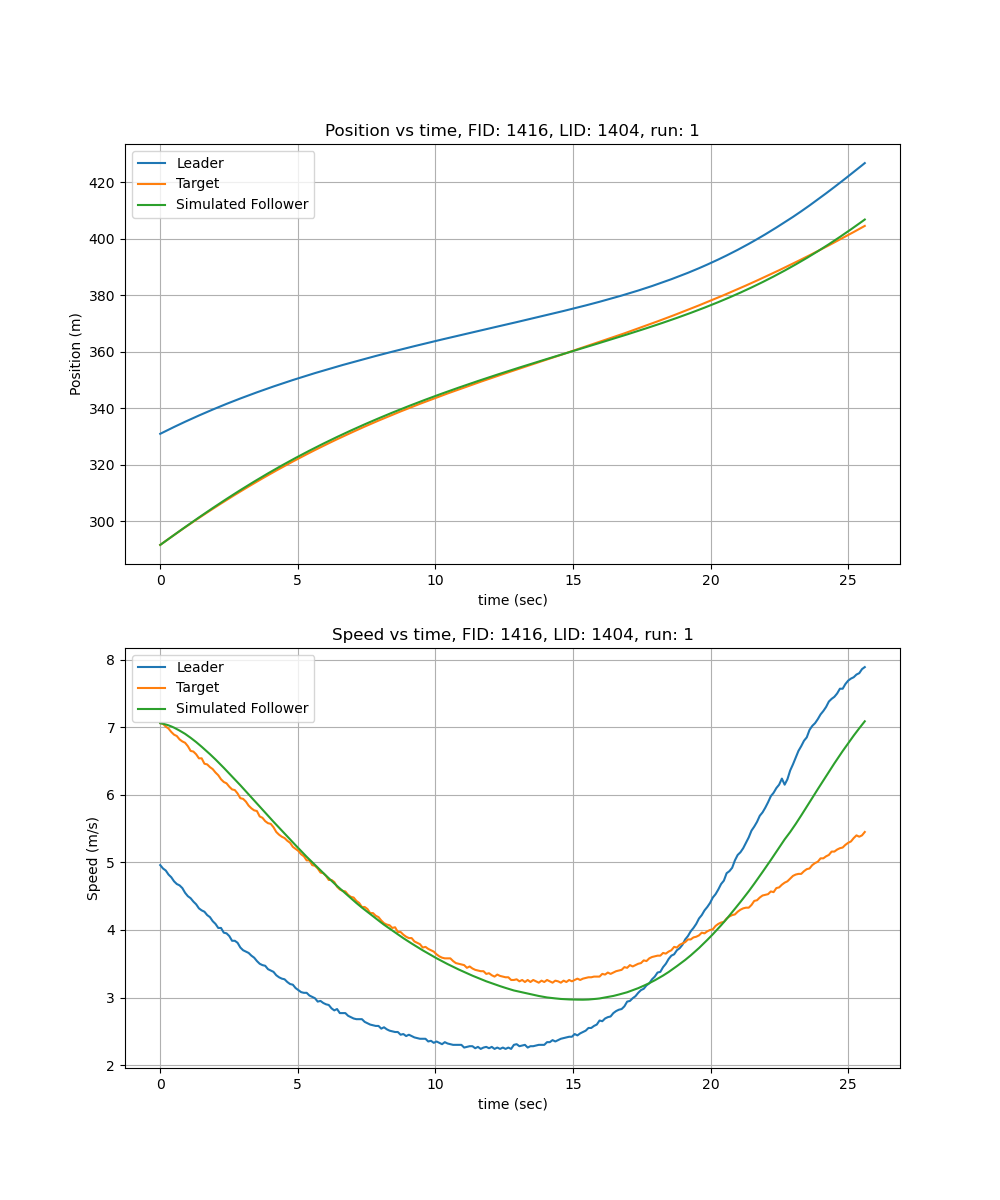 Position vs time, FID: 1416, LID: 1404, run: 1
Leader
Target
Simulated Follower
420
400
380
360
340
320
300
Position (m)
0 5 10 15 20 25
time (sec)
Speed vs time, FID: 1416, LID: 1404, run: 1
Leader
Target
Simulated Follower
8
7
6
5
4
3
2
Speed (m/s)
0 5 10 15 20 25
time (sec)